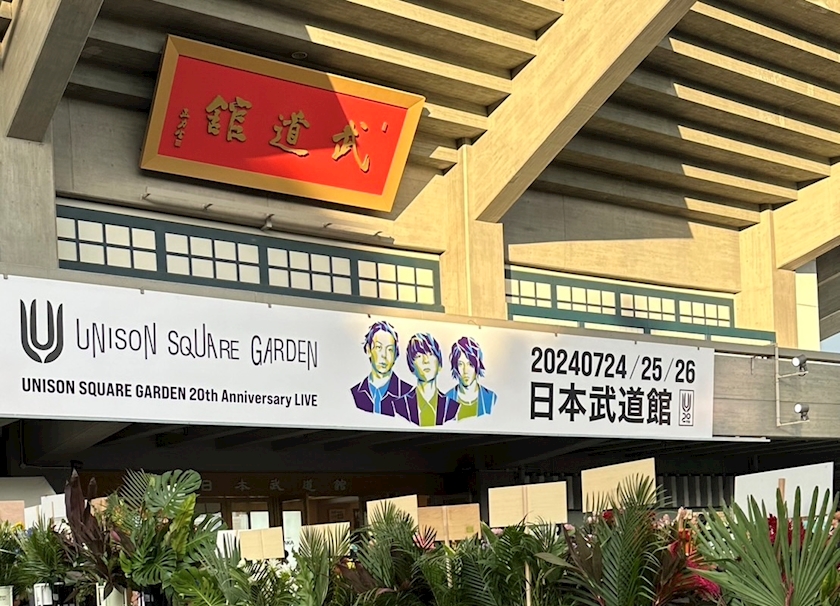 武道館
UNISON SQUARE GARDEN
UNISON SQUARE GARDEN 20th Anniversary LIVE
20240724/25/26
日本武道館
日本武道館